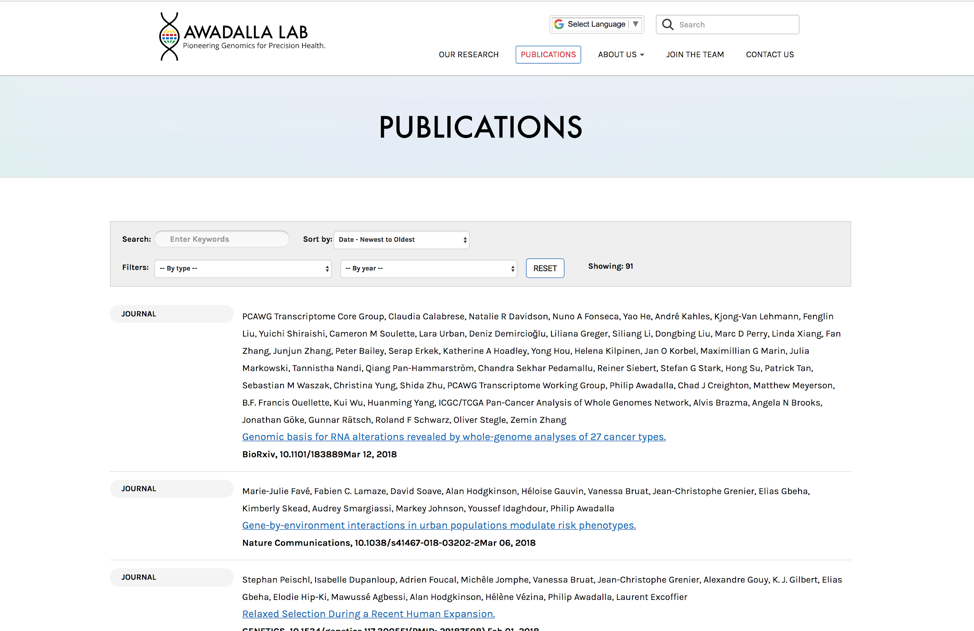 AWADALLA LAB
Pioneering Genomics for Precision Health.
Select Language ▼
Search
OUR RESEARCH
PUBLICATIONS
ABOUT US
JOIN THE TEAM
CONTACT US
PUBLICATIONS
Search: Enter Keywords Sort by: Date - Newest to Oldest
Filters: -- By type -- -- By year -- RESET Showing: 91
JOURNAL
PCAWG Transcriptome Core Group, Claudia Calabrese, Natalie R Davidson, Nuno A Fonseca, Yao He, André Kahles, Kjong-Van Lehmann, Fenglin
Liu, Yuichi Shiraishi, Cameron M Soulette, Lara Urban, Deniz Demircioğlu, Liliana Greger, Siliang Li, Dongbing Liu, Marc D Perry, Linda Xiang, Fan
Zhang, Junjun Zhang, Peter Bailey, Serap Erkek, Katherine A Hoadley, Yong Hou, Helena Kilpinen, Jan O Korbel, Maximillian G Marin, Julia
Markowski, Tannistha Nandi, Qiang Pan-Hammarström, Chandra Sekhar Pedamallu, Reiner Siebert, Stefan G Stark, Hong Su, Patrick Tan,
Sebastian M Waszak, Christina Yung, Shida Zhu, PCAWG Transcriptome Working Group, Philip Awadalla, Chad J Creighton, Matthew Meyerson,
B.F. Francis Ouellette, Kui Wu, Huanming Yang, ICGC/TCGA Pan-Cancer Analysis of Whole Genomes Network, Alvis Brazma, Angela N Brooks,
Jonathan Göke, Gunnar Rätsch, Roland F Schwarz, Oliver Stegle, Zemin Zhang
Genomic basis for RNA alterations revealed by whole-genome analyses of 27 cancer types.
BioRxiv, 10.1101/183889Mar 12, 2018
JOURNAL
Marie-Julie Favé, Fabien C. Lamaze, David Soave, Alan Hodgkinson, Héloise Gauvin, Vanessa Bruat, Jean-Christophe Grenier, Elias Gbeha,
Kimberly Skead, Audrey Smargiassi, Markey Johnson, Youssef Idaghdour, Philip Awadalla
Gene-by-environment interactions in urban populations modulate risk phenotypes.
Nature Communications, 10.1038/s41467-018-03202-2Mar 06, 2018
JOURNAL
Stephan Peischl, Isabelle Dupanloup, Adrien Foucal, Michèle Jomphe, Vanessa Bruat, Jean-Christophe Grenier, Alexandre Gouy, K. J. Gilbert, Elias
Gbeha, Elodie Hip-Ki, Mawussé Agbessi, Alan Hodgkinson, Hélène Vézina, Philip Awadalla, Laurent Excoffier
Relaxed Selection During a Recent Human Expansion.
GENETICS, 10.1534/genetics.117.300551(PMID: 29187508) Feb 01, 2018